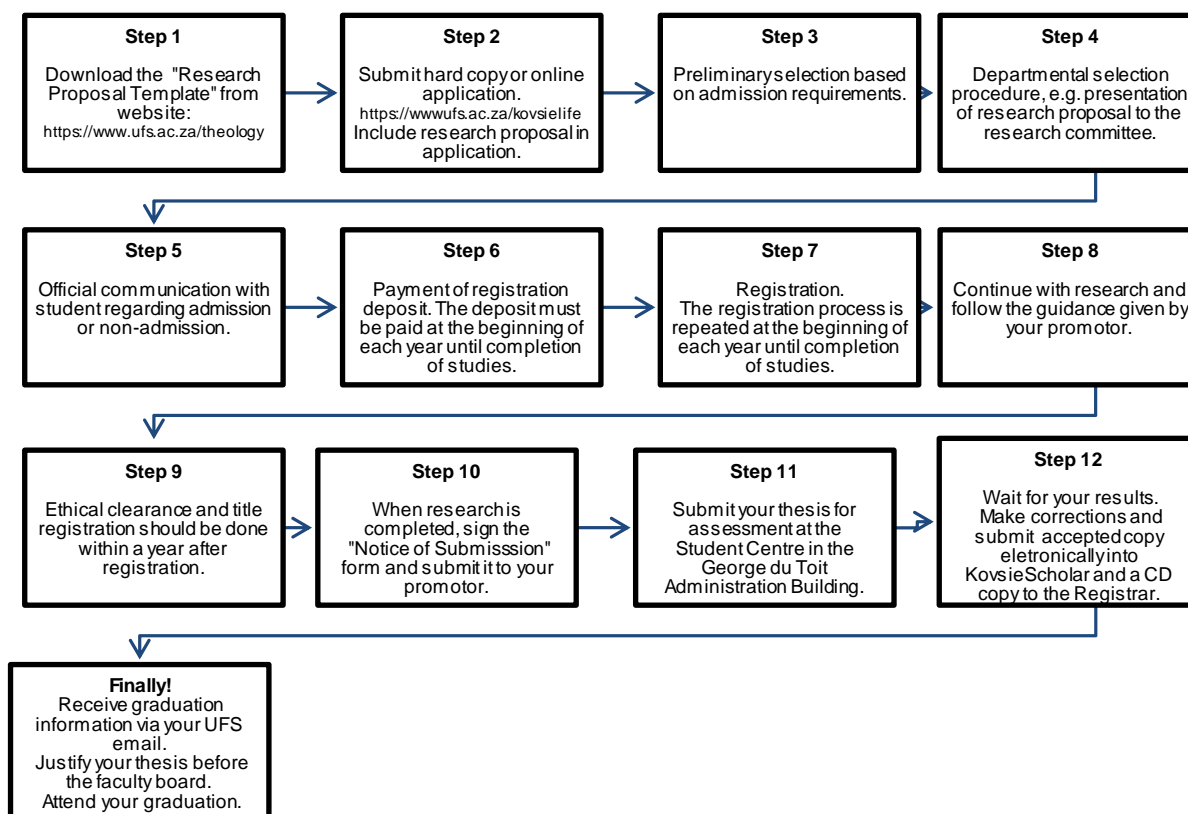 Step 1
Download the "Research
Proposal Template" from
website:
https://www.ufs.ac.za/theology
Step 2
Submit hard copy or online
application.
https://wwwufs.ac.za/kovsielife
Include research proposal in
application.
Step 3
Preliminary selection based
on admission requirements.
Step 4
Departmental selection
procedure, e.g. presentation
of research proposal to the
research committee.
Step 5
Official communication with
student regarding admission
or non-admission.
Step 6
Payment of registration
deposit. The deposit must
be paid at the beginning of
each year until completion
of studies.
Step 7
Registration.
The registration process is
repeated at the beginning of
each year until completion
of studies.
Step 8
Continue with research and
follow the guidance given by
your promotor.
Step 9
Ethical clearance and title
registration should be done
within a year after
registration.
Step 10
When research is
completed, sign the
"Notice of Submisssion"
form and submit it to your
promotor.
Step 11
Submit your thesis for
assessment at the
Student Centre in the
George du Toit
Administration Building.
Step 12
Wait for your results.
Make corrections and
submit accepted copy
eletronically into
KovsieScholar and a CD
copy to the Registrar.
Finally!
Receive graduation
information via your UFS
email.
Justify your thesis before
the faculty board.
Attend your graduation.